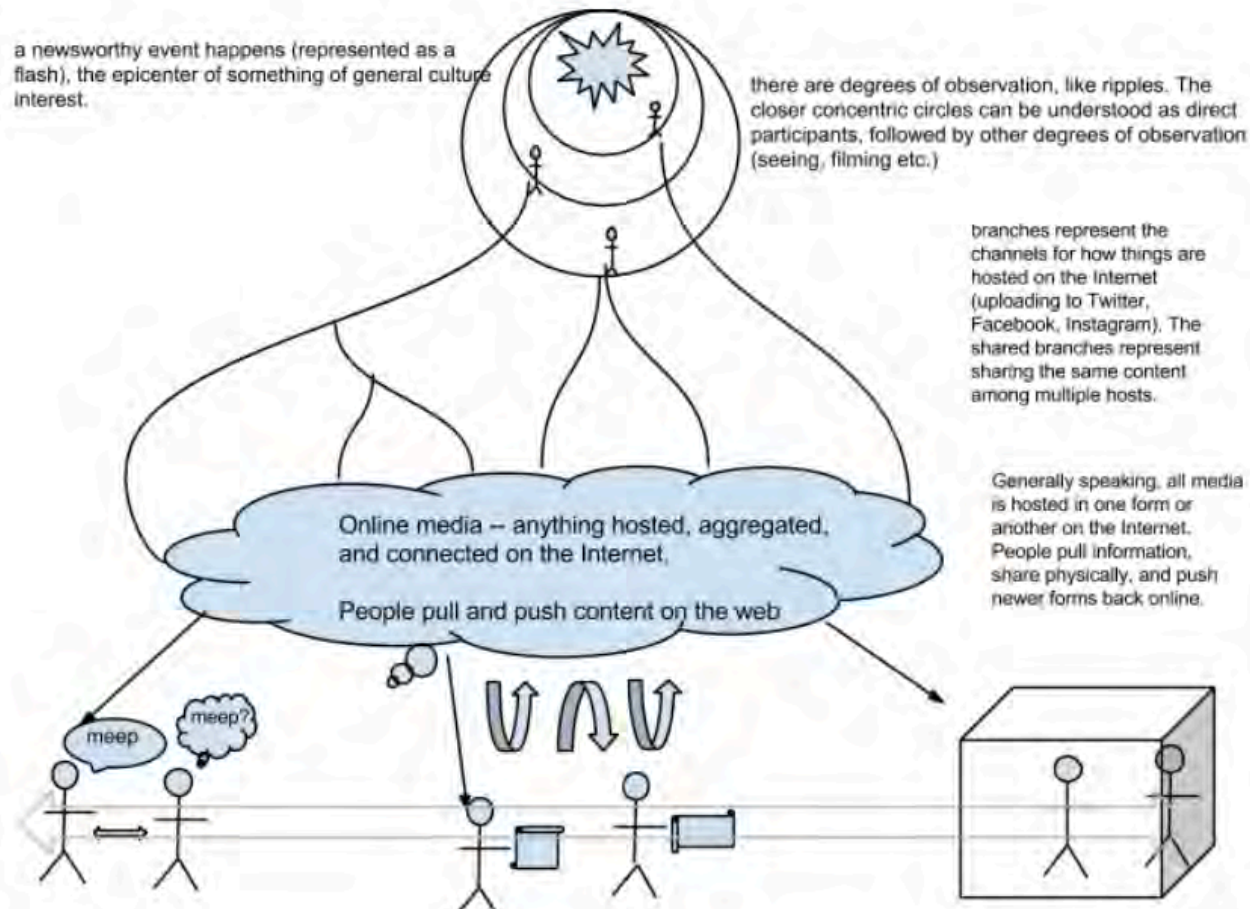 a newsworthy event happens (represented as a
flash), the epicenter of something of general culture
interest.
there are degrees of observation, like ripples. The
closer concentric circles can be understood as direct
participants, followed by other degrees of observation
(seeing, filming etc.)
branches represent the
channels for how things are
hosted on the Internet
(uploading to Twitter,
Facebook, Instagram). The
shared branches represent
sharing the same content
among multiple hosts.
Online media -- anything hosted, aggregated,
and connected on the Internet.
People pull and push content on the web
Generally speaking, all media
is hosted in one form or
another on the Internet.
People pull information,
share physically, and push
newer forms back online.
meep
meep?